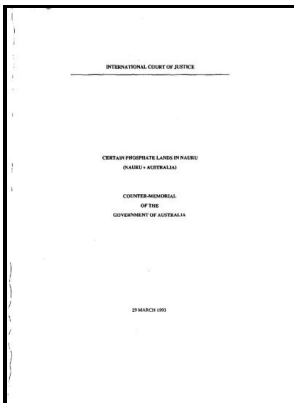 INTERNATIONAL COURT OF JUSTICE
CERTAIN PHOSPHATE LANDS IN NAURU
(NAURU v AUSTRALIA)
COUNTER-MEMORIAL
OF THE
GOVERNMENT OF AUSTRALIA
29 MARCH 1993